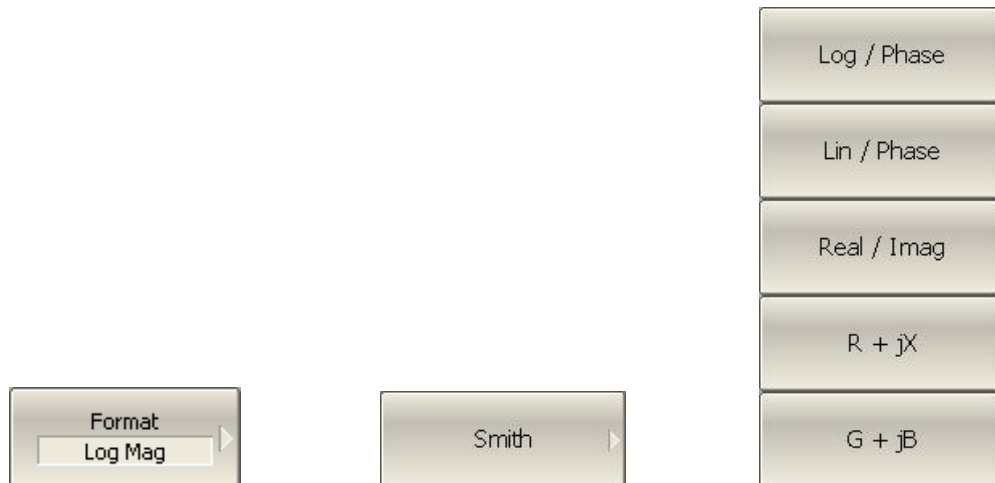 Format
Log Mag
Smith
Log / Phase
Lin / Phase
Real / Imag
R + jX
G + jB